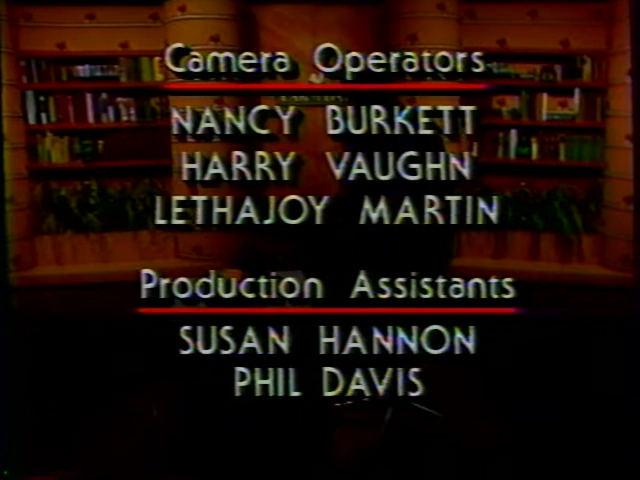 Camera Operators
NANCY BURKETT
HARRY VAUGHN
LETHAJOY MARTIN
Production Assistants
SUSAN HANNON
PHIL DAVIS